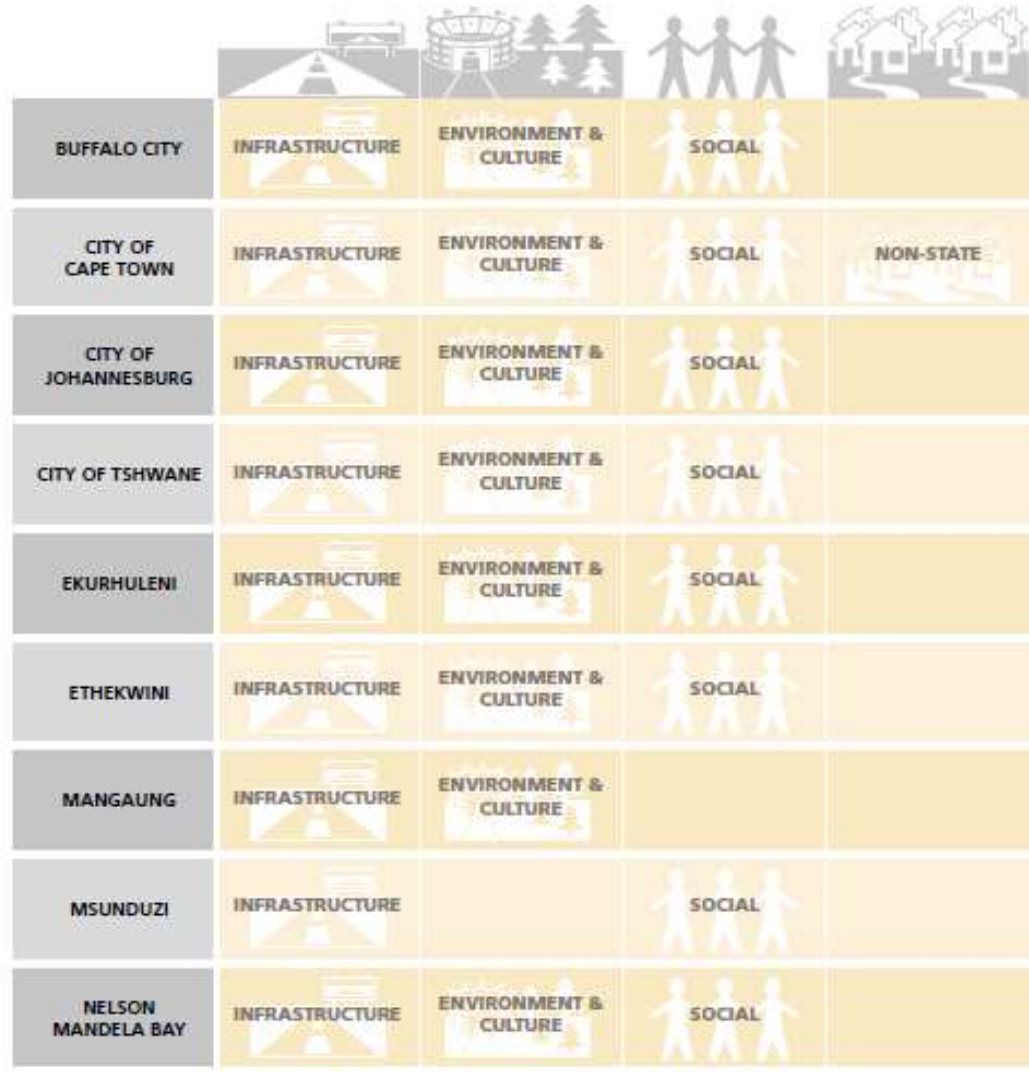 BUFFALO CITY
INFRASTRUCTURE
ENVIRONMENT &
CULTURE
SOCIAL
CITY OF
CAPE TOWN
INFRASTRUCTURE
ENVIRONMENT &
CULTURE
SOCIAL
NON-STATE
CITY OF
JOHANNESBURG
INFRASTRUCTURE
ENVIRONMENT &
CULTURE
SOCIAL
CITY OF TSHWANE
INFRASTRUCTURE
ENVIRONMENT &
CULTURE
SOCIAL
EKURHULENI
INFRASTRUCTURE
ENVIRONMENT &
CULTURE
SOCIAL
ETHEKWINI
INFRASTRUCTURE
ENVIRONMENT &
CULTURE
SOCIAL
MANGAUNG
INFRASTRUCTURE
ENVIRONMENT &
CULTURE
MSUNDUZI
INFRASTRUCTURE
SOCIAL
NELSON
MANDELA BAY
INFRASTRUCTURE
ENVIRONMENT &
CULTURE
SOCIAL